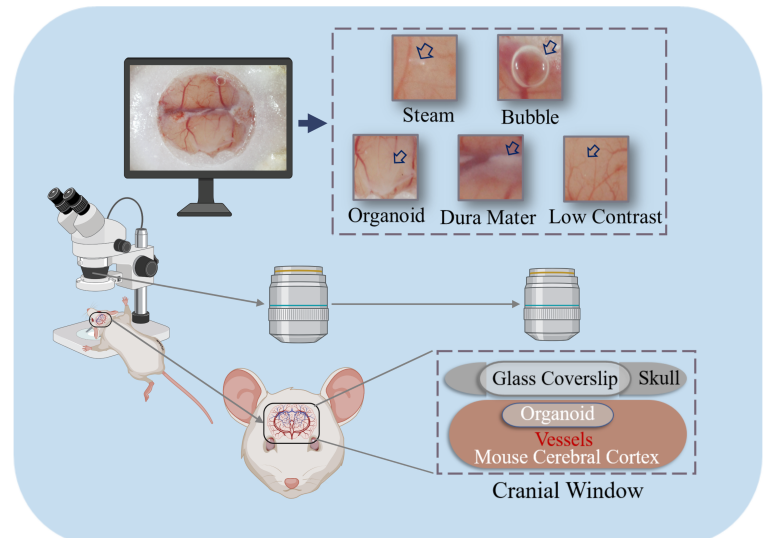 Steam
Bubble
Organoid
Dura Mater
Low Contrast
Glass Coverslip
Skull
Organoid
Vessels
Mouse Cerebral Cortex
Cranial Window